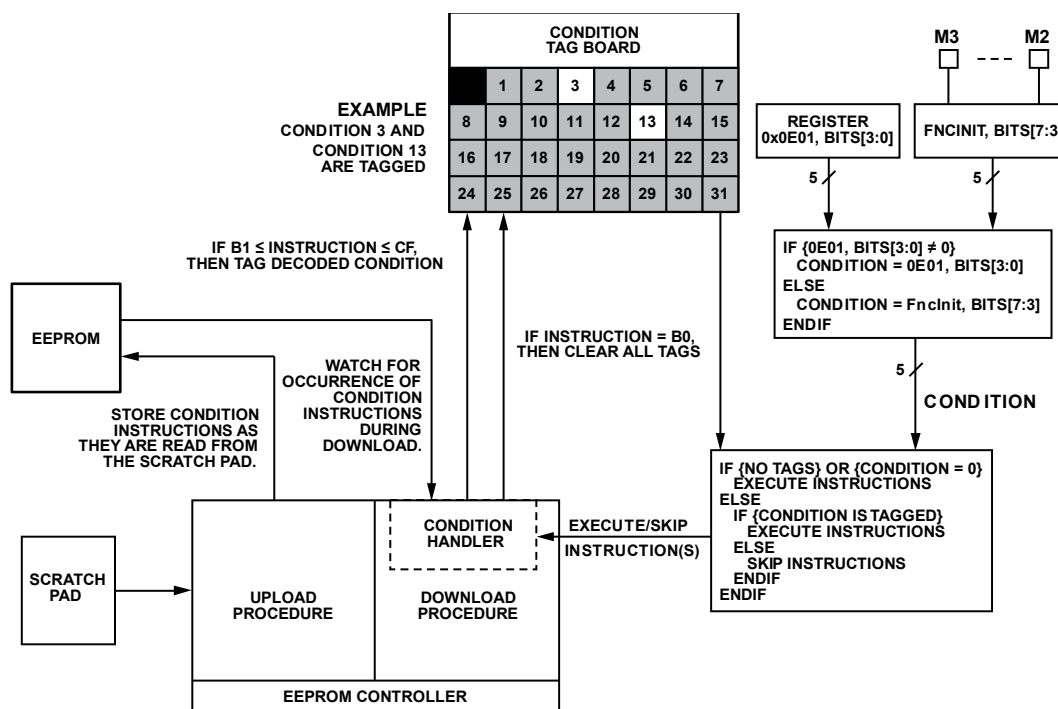 CONDITION
TAG BOARD
1 2 3 4 5 6 7
8 9 10 11 12 13 14 15
16 17 18 19 20 21 22 23
24 25 26 27 28 29 30 31
EXAMPLE
CONDITION 3 AND
CONDITION 13
ARE TAGGED
M3
M2
REGISTER
0x0E01, BITS[3:0]
FNCINIT, BITS[7:3]
5
5
IF {0E01, BITS[3:0] ≠ 0}
CONDITION = 0E01, BITS[3:0]
ELSE
CONDITION = FncInit, BITS[7:3]
ENDIF
5
CONDITION
IF B1 ≤ INSTRUCTION ≤ CF,
THEN TAG DECODED CONDITION
IF INSTRUCTION = B0,
THEN CLEAR ALL TAGS
EEPROM
WATCH FOR
OCCURRENCE OF
CONDITION
INSTRUCTIONS
DURING
DOWNLOAD.
STORE CONDITION
INSTRUCTIONS AS
THEY ARE READ FROM
THE SCRATCH PAD.
IF {NO TAGS} OR {CONDITION = 0}
EXECUTE INSTRUCTIONS
ELSE
IF {CONDITION IS TAGGED}
EXECUTE INSTRUCTIONS
ELSE
SKIP INSTRUCTIONS
ENDIF
ENDIF
EXECUTE/SKIP
INSTRUCTION(S)
CONDITION
HANDLER
SCRATCH
PAD
UPLOAD
PROCEDURE
DOWNLOAD
PROCEDURE
EEPROM CONTROLLER